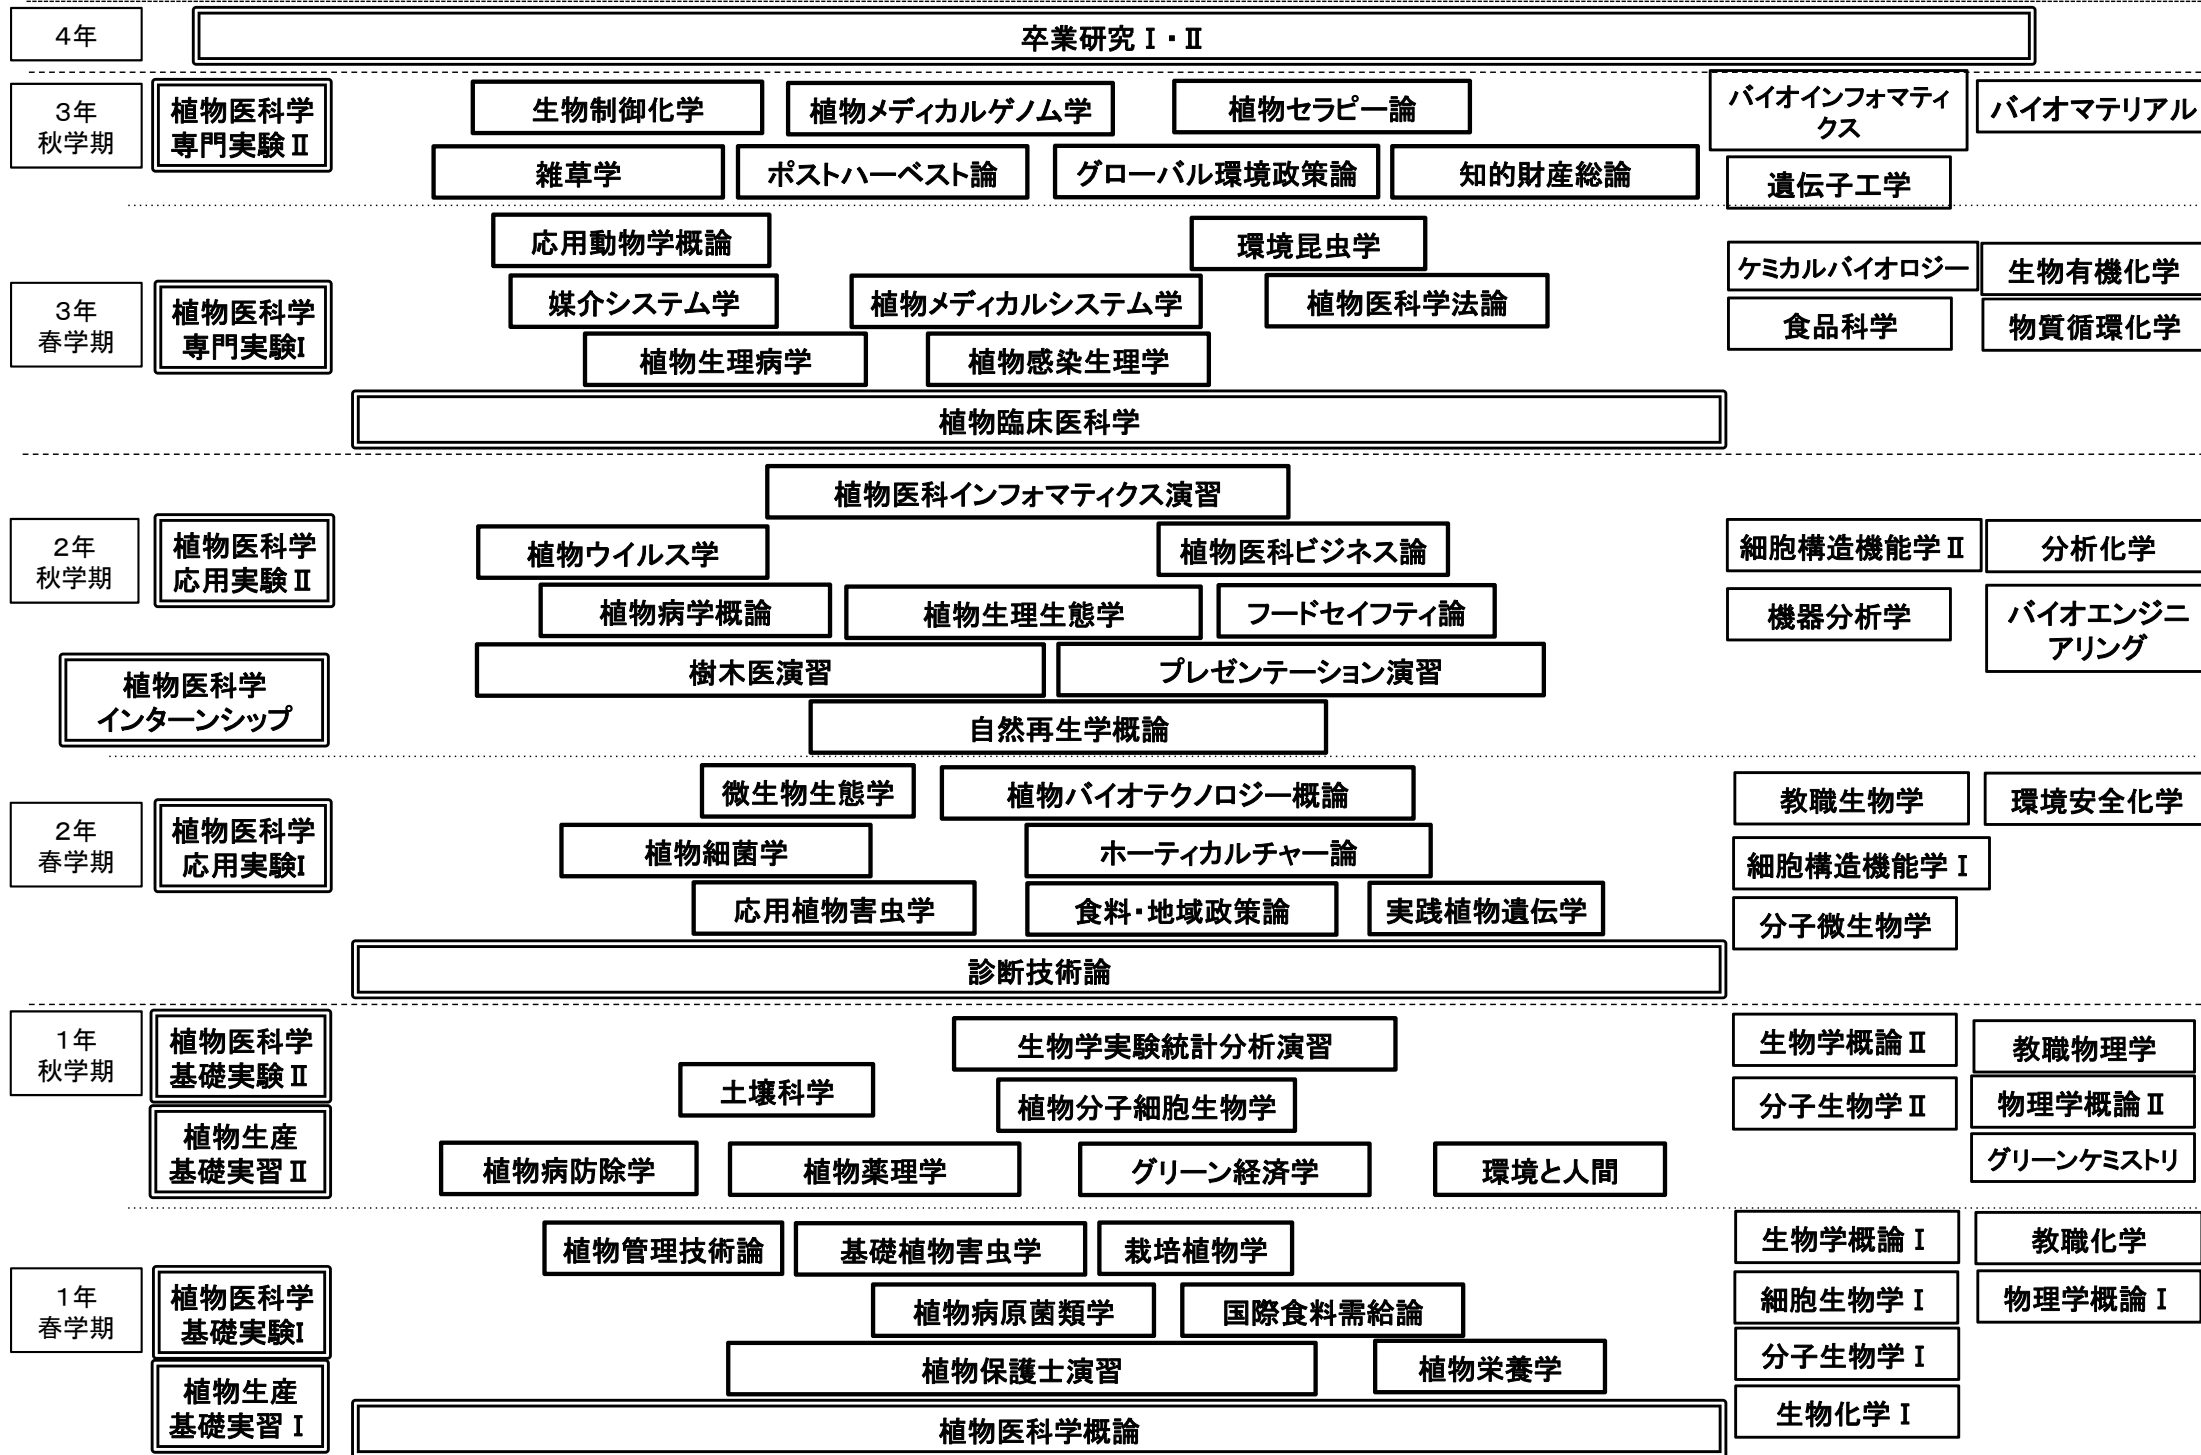 4年
卒業研究Ⅰ・Ⅱ
3年
秋学期
植物医科学
専門実験Ⅱ
生物制御化学
植物メディカルゲノム学
植物セラピー論
バイオインフォマティ
クス
バイオマテリアル
雑草学
ポストハーベスト論
グローバル環境政策論
知的財産総論
遺伝子工学
3年
春学期
植物医科学
専門実験Ⅰ
応用動物学概論
環境昆虫学
ケミカルバイオロジー
生物有機化学
媒介システム学
植物メディカルシステム学
植物医科学法論
食品科学
物質循環化学
植物生理病学
植物感染生理学
植物臨床医科学
2年
秋学期
植物医科学
応用実験Ⅱ
植物医科学
インターンシップ
植物医科インフォマティクス演習
植物ウイルス学
植物医科ビジネス論
細胞構造機能学Ⅱ
分析化学
植物病学概論
植物生理生態学
フードセイフティ論
機器分析学
バイオエンジニ
アリング
樹木医演習
プレゼンテーション演習
自然再生学概論
2年
春学期
植物医科学
応用実験Ⅰ
微生物生態学
植物バイオテクノロジー概論
教職生物学
環境安全化学
植物細菌学
ホーティカルチャー論
細胞構造機能学Ⅰ
応用植物害虫学
食料・地域政策論
実践植物遺伝学
分子微生物学
診断技術論
1年
秋学期
植物医科学
基礎実験Ⅱ
植物生産
基礎実習Ⅱ
生物学実験統計分析演習
生物学概論Ⅱ
教職物理学
土壌科学
植物分子細胞生物学
分子生物学Ⅱ
物理学概論Ⅱ
植物病防除学
植物薬理学
グリーン経済学
環境と人間
グリーンケミストリ
1年
春学期
植物医科学
基礎実験Ⅰ
植物生産
基礎実習Ⅰ
植物管理技術論
基礎植物害虫学
栽培植物学
生物学概論Ⅰ
教職化学
植物病原菌類学
国際食料需給論
細胞生物学Ⅰ
物理学概論Ⅰ
植物保護士演習
植物栄養学
分子生物学Ⅰ
生物化学Ⅰ
植物医科学概論